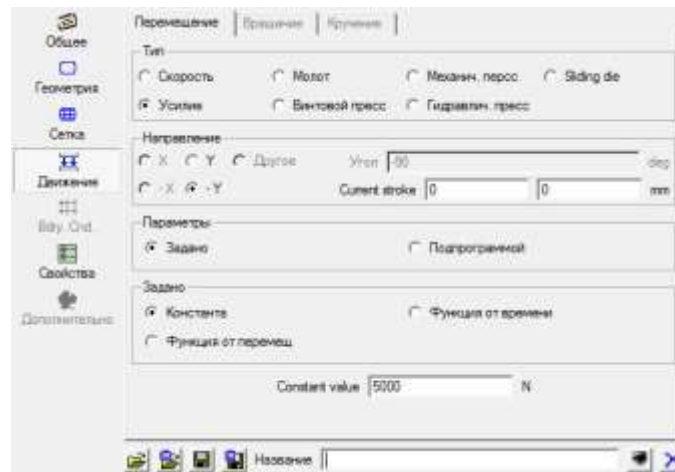 Общее
Геометрия
Сетка
Движение
Bdry. Cnd.
Свойства
Дополнительно
Перемещение Вращение Кручение
Тип
Скорость Молот Механич. пресс Sliding die
Усилие Винтовой пресс Гидравлич. пресс
Направление
X Y Другое Угол -90 deg
-X -Y Current stroke 0 0 mm
Параметры
Задано Подпрограммой
Задано
Константа Функция от времени
Функция от перемещ.
Constant value 5000 N
Название